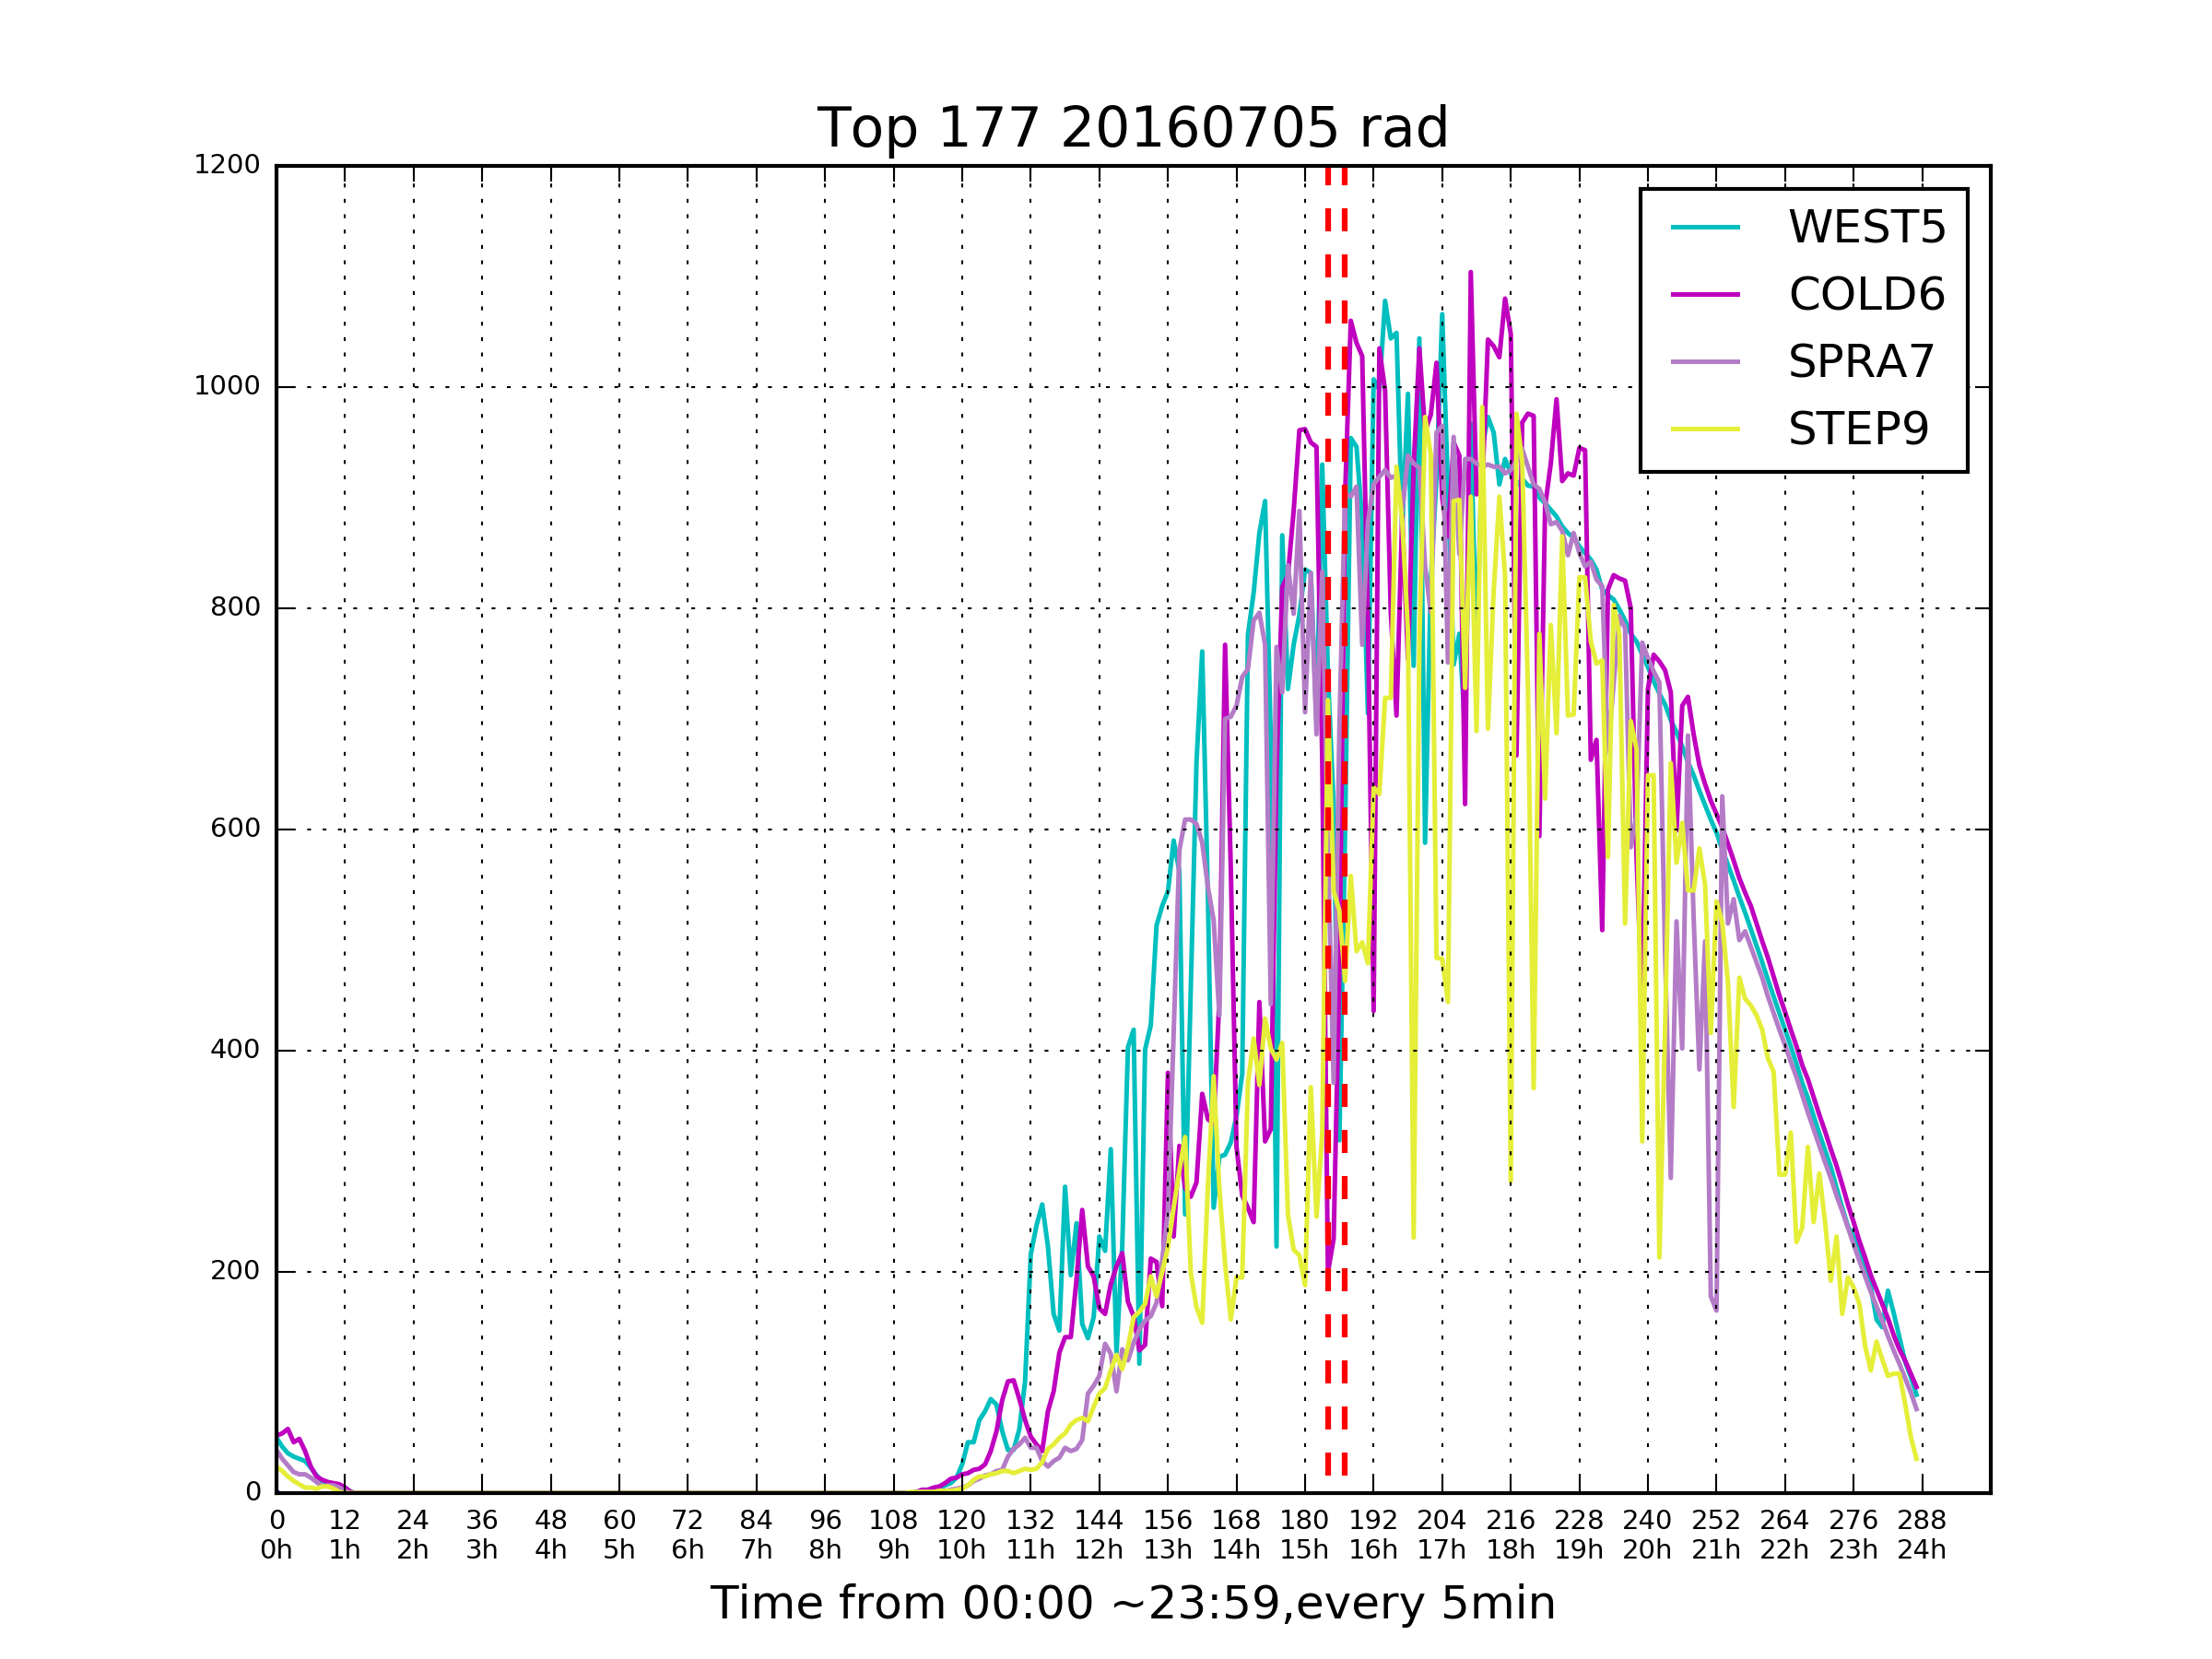 Top 177 20160705 rad
1200
1000
800
600
400
200
0
WEST5
COLD6
SPRA7
STEP9
0 12 24 36 48 60 72 84 96 108 120 132 144 156 168 180 192 204 216 228 240 252 264 276 288
0h 1h 2h 3h 4h 5h 6h 7h 8h 9h 10h 11h 12h 13h 14h 15h 16h 17h 18h 19h 20h 21h 22h 23h 24h
Time from 00:00 ~23:59,every 5min